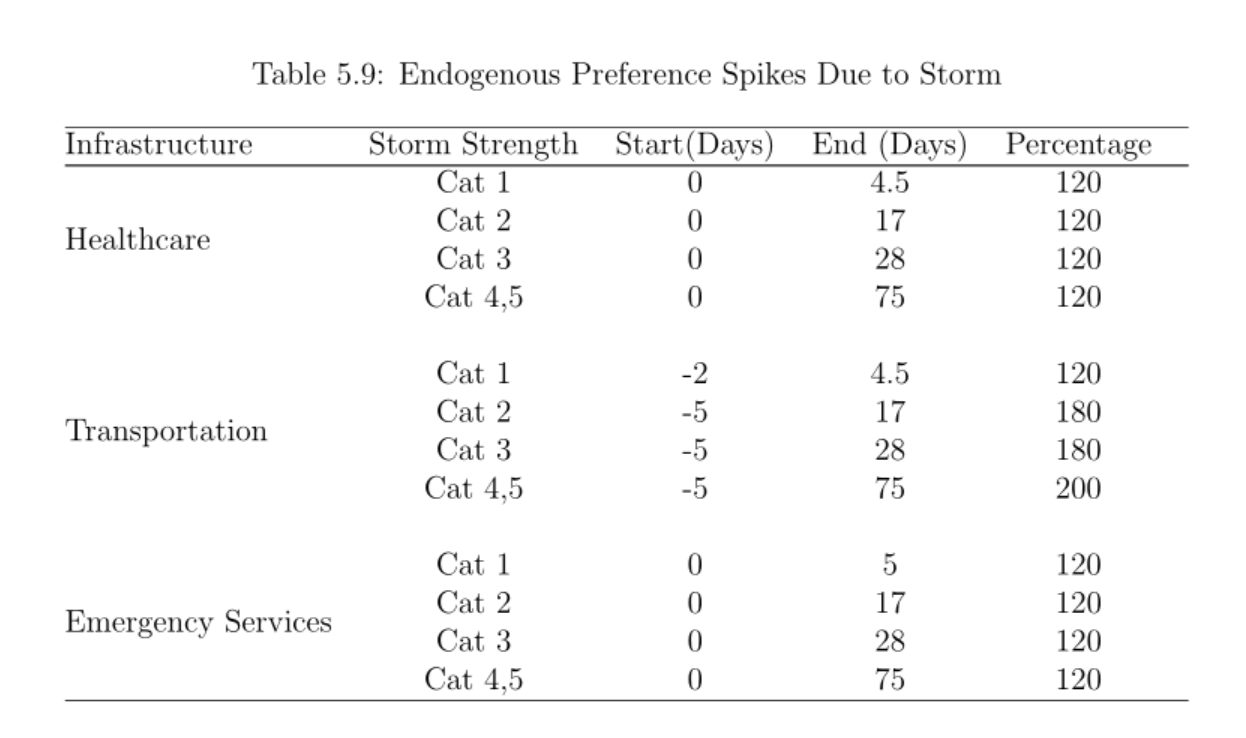 Table 5.9: Endogenous Preference Spikes Due to Storm
Infrastructure Storm Strength Start(Days) End (Days) Percentage
Cat 1 0 4.5 120
Cat 2 0 17 120
Healthcare
Cat 3 0 28 120
Cat 4,5 0 75 120
Cat 1 -2 4.5 120
Cat 2 -5 17 180
Transportation
Cat 3 -5 28 180
Cat 4,5 -5 75 200
Cat 1 0 5 120
Cat 2 0 17 120
Emergency Services
Cat 3 0 28 120
Cat 4,5 0 75 120